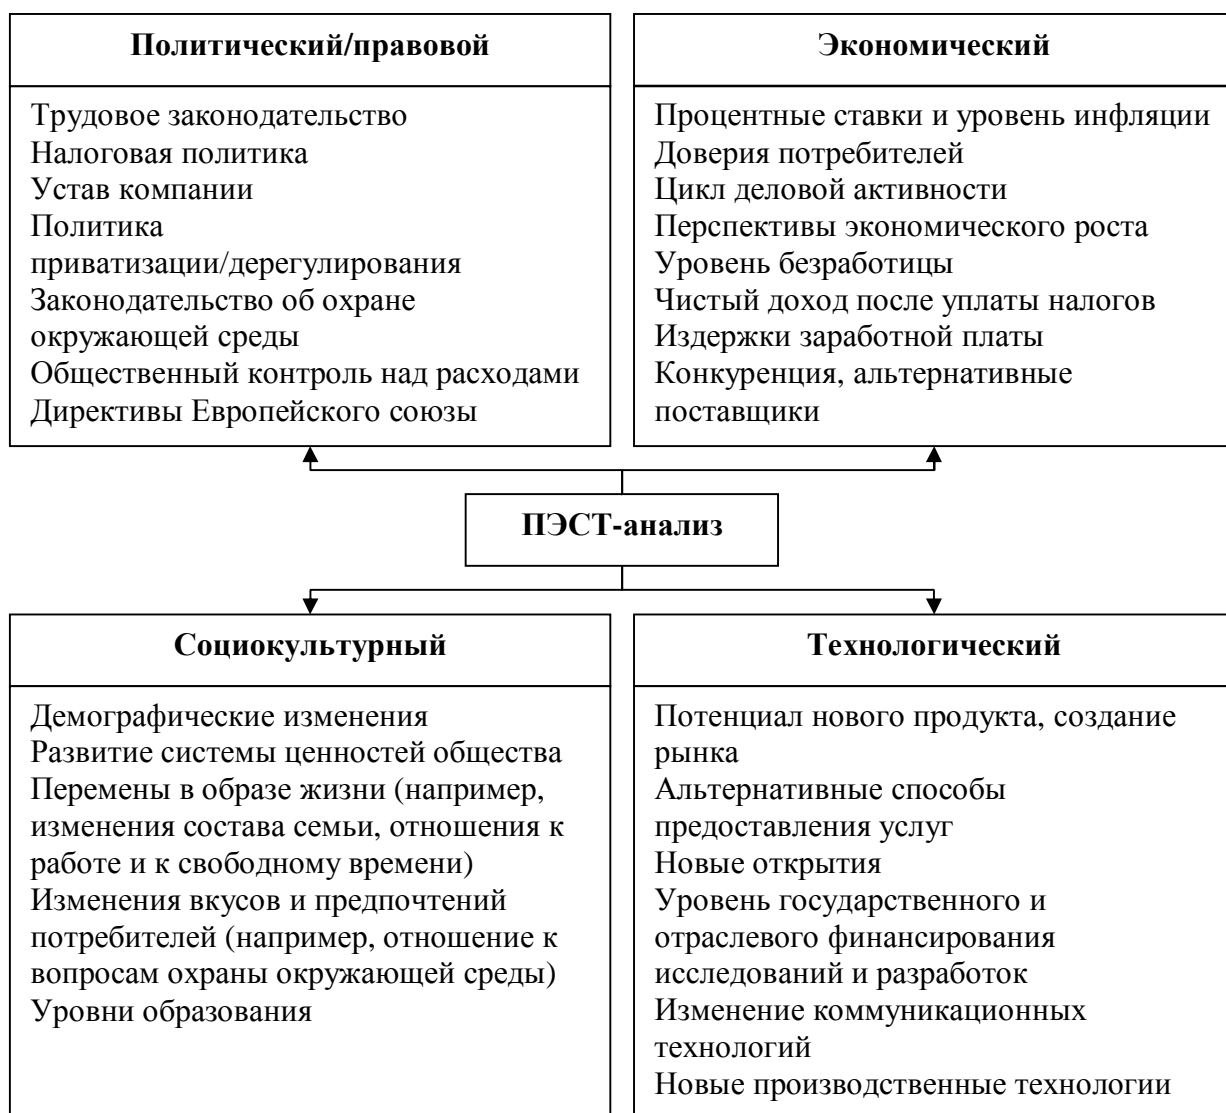 Политический/правовой
Трудовое законодательство
Налоговая политика
Устав компании
Политика
приватизации/дерегулирования
Законодательство об охране
окружающей среды
Общественный контроль над расходами
Директивы Европейского союзы
Экономический
Процентные ставки и уровень инфляции
Доверия потребителей
Цикл деловой активности
Перспективы экономического роста
Уровень безработицы
Чистый доход после уплаты налогов
Издержки заработной платы
Конкуренция, альтернативные
поставщики
ПЭСТ-анализ
Социокультурный
Демографические изменения
Развитие системы ценностей общества
Перемены в образе жизни (например,
изменения состава семьи, отношения к
работе и к свободному времени)
Изменения вкусов и предпочтений
потребителей (например, отношение к
вопросам охраны окружающей среды)
Уровни образования
Технологический
Потенциал нового продукта, создание
рынка
Альтернативные способы
предоставления услуг
Новые открытия
Уровень государственного и
отраслевого финансирования
исследований и разработок
Изменение коммуникационных
технологий
Новые производственные технологии